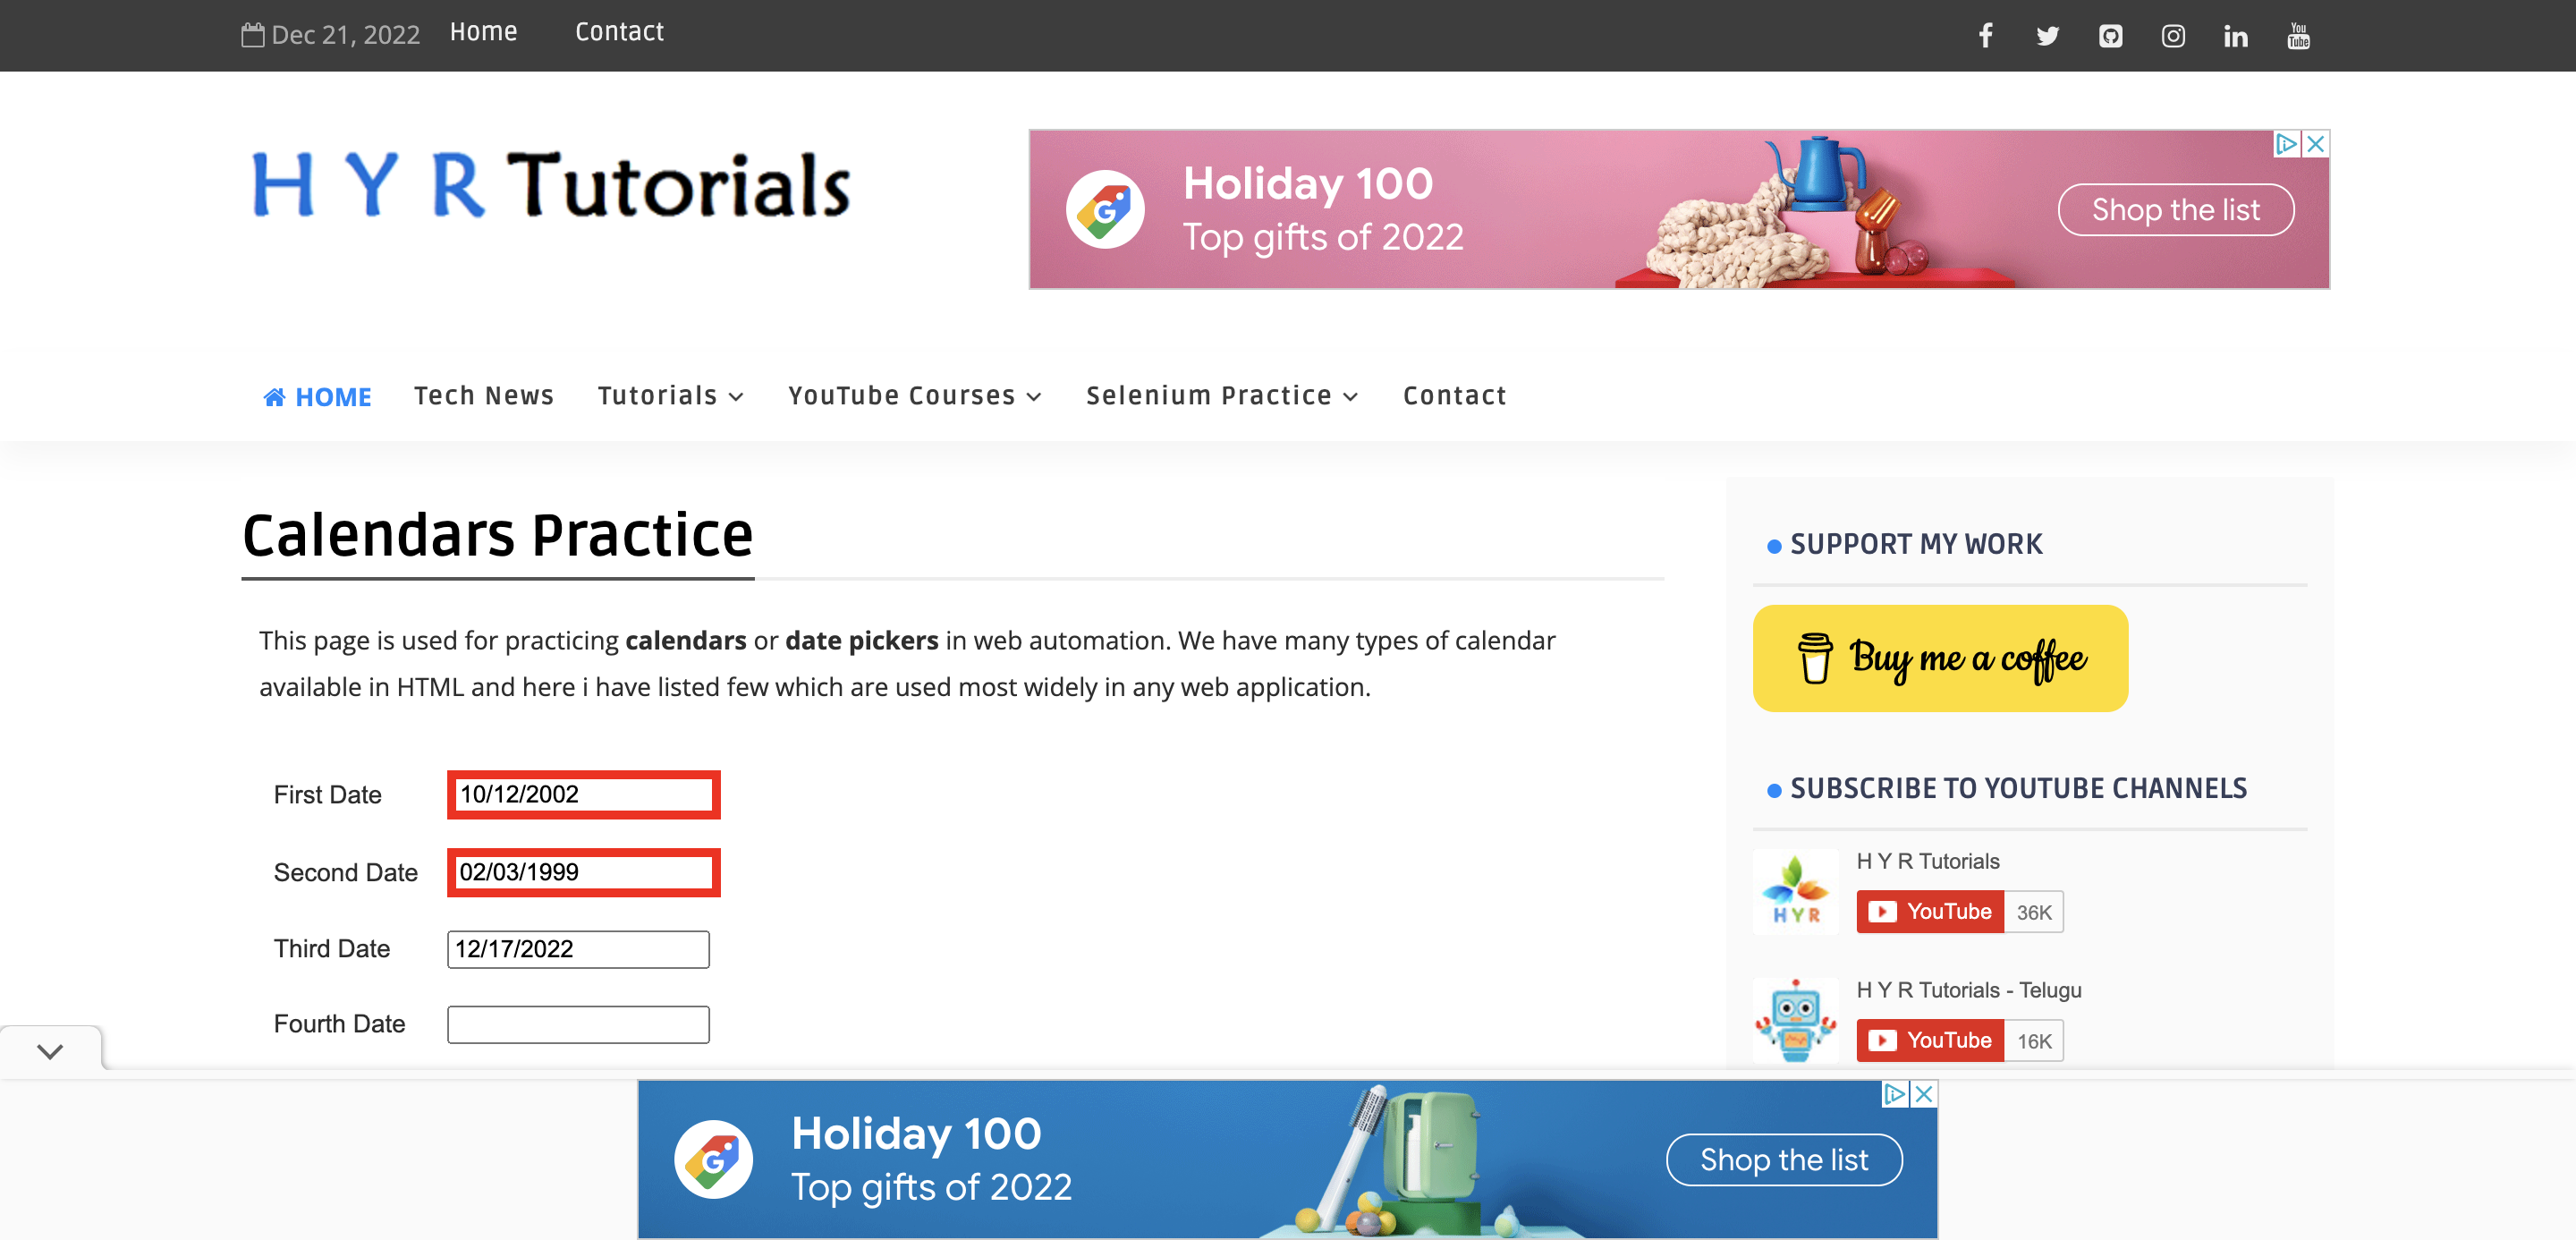 Dec 21, 2022 Home Contact
You Tube
H Y R Tutorials
Holiday 100
Top gifts of 2022
Shop the list
HOME Tech News Tutorials YouTube Courses Selenium Practice Contact
Calendars Practice
This page is used for practicing calendars or date pickers in web automation. We have many types of calendar
available in HTML and here i have listed few which are used most widely in any web application.
First Date 10/12/2002
Second Date 02/03/1999
Third Date 12/17/2022
Fourth Date
SUPPORT MY WORK
Buy me a coffee
SUBSCRIBE TO YOUTUBE CHANNELS
H Y R Tutorials
HYR
YouTube 36K
H Y R Tutorials - Telugu
YouTube 16K
Holiday 100
Top gifts of 2022
Shop the list